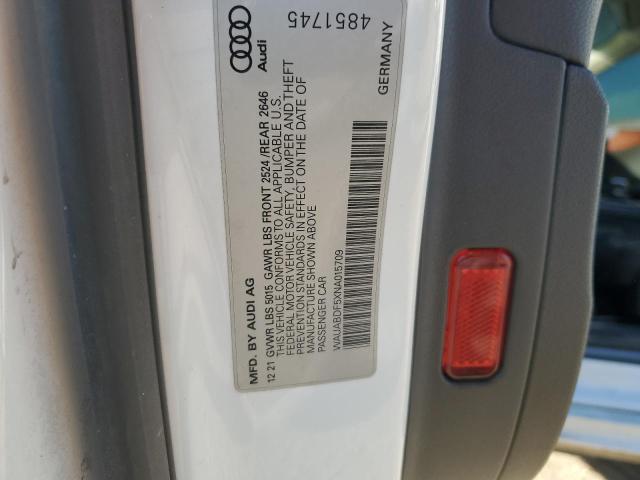 4851745
Audi
MFD. BY AUDI AG
12 21 GVWR LBS 5015 GAWR LBS FRONT 2524 /REAR 2646
THIS VEHICLE CONFORMS TO ALL APPLICABLE U.S.
FEDERAL MOTOR VEHICLE SAFETY, BUMPER AND THEFT
PREVENTION STANDARDS IN EFFECT ON THE DATE OF
MANUFACTURE SHOWN ABOVE
PASSENGER CAR
WAUABDF5XNA015709
GERMANY